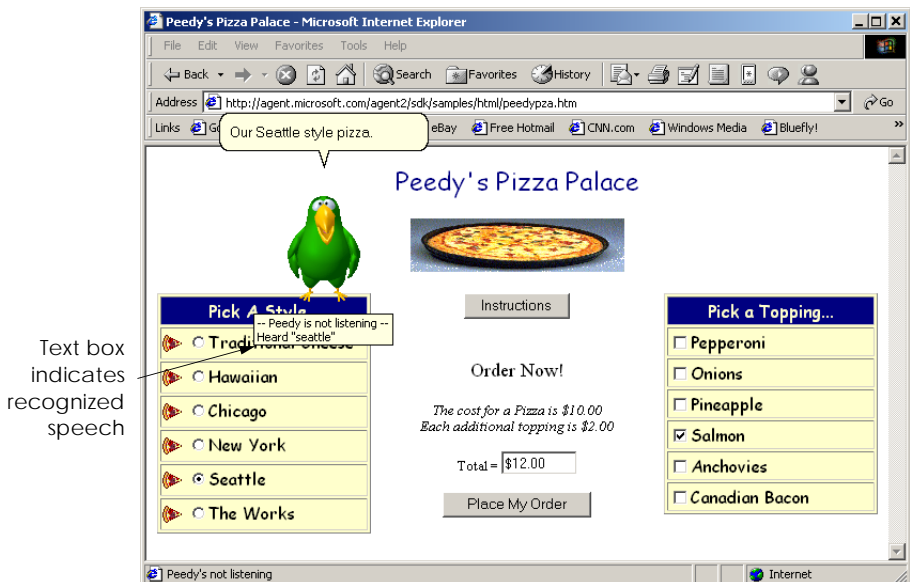 Peedy's Pizza Palace - Microsoft Internet Explorer
File Edit View Favorites Tools Help
Back Search Favorites History
Address http://agent.microsoft.com/agent2/sdk/samples/html/peedypza.htm Go
Links eBay Free Hotmail CNN.com Windows Media Bluefly! »
Our Seattle style pizza.
Peedy's Pizza Palace
Pick A Style...
-- Peedy is not listening --
Heard "seattle"
Traditional Cheese
Hawaiian
Chicago
New York
Seattle
The Works
Text box
indicates
recognized
speech
Instructions
Order Now!
The cost for a Pizza is $10.00
Each additional topping is $2.00
Total = $12.00
Place My Order
Pick a Topping...
Pepperoni
Onions
Pineapple
Salmon
Anchovies
Canadian Bacon
Peedy's not listening Internet